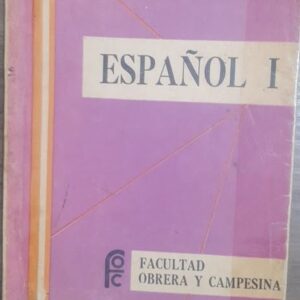 ESPAÑOL I
FOC
FACULTAD
OBRERA Y CAMPESINA